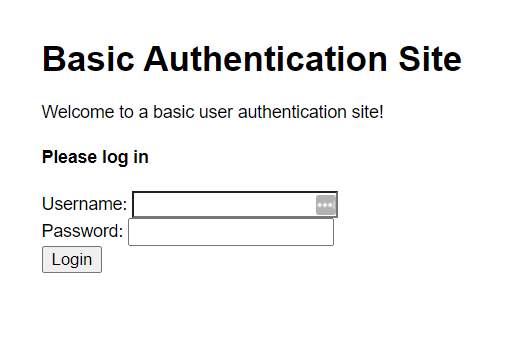 Basic Authentication Site
Welcome to a basic user authentication site!
Please log in
Username:
Password:
Login